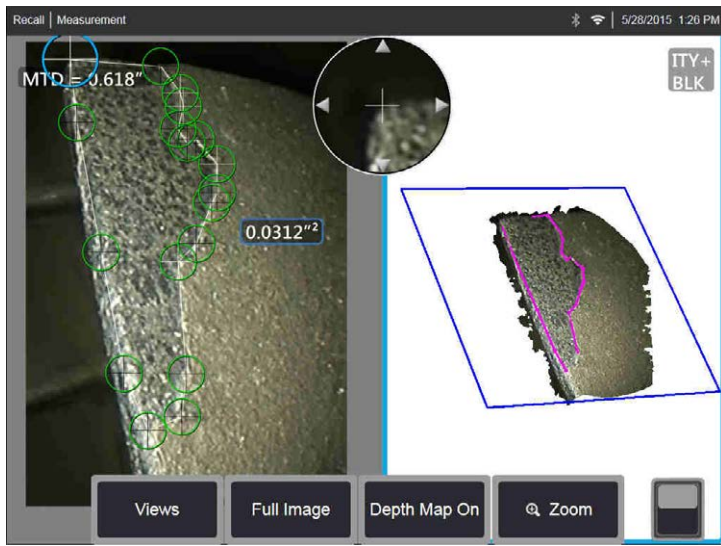 Recall | Measurement
5/28/2015 1:26 PM
MTD = 0.618"
ITY+
BLK
0.0312"²
Views
Full Image
Depth Map On
Zoom